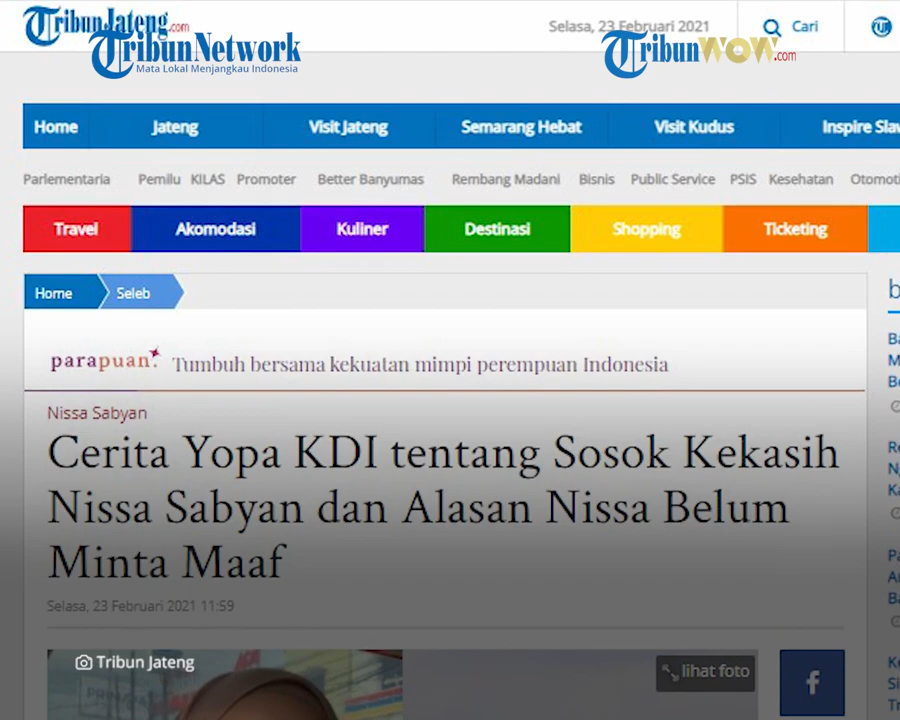 TribunJateng.com
Selasa, 23 Februari 2021
Cari
TribunNetwork
Mata Lokal Menjangkau Indonesia
TribunWOW.com
Home Jateng Visit Jateng Semarang Hebat Visit Kudus Inspire
Parlementaria Pemilu KILAS Promoter Better Banyumas Rembang Madani Bisnis Public Service PSIS Kesehatan Otomoti
Travel Akomodasi Kuliner Destinasi Shopping Ticketing
Home Seleb
parapuan. Tumbuh bersama kekuatan mimpi perempuan Indonesia
Nissa Sabyan
Cerita Yopa KDI tentang Sosok Kekasih
Nissa Sabyan dan Alasan Nissa Belum
Minta Maaf
Selasa, 23 Februari 2021 11:59
Tribun Jateng
lihat foto
f